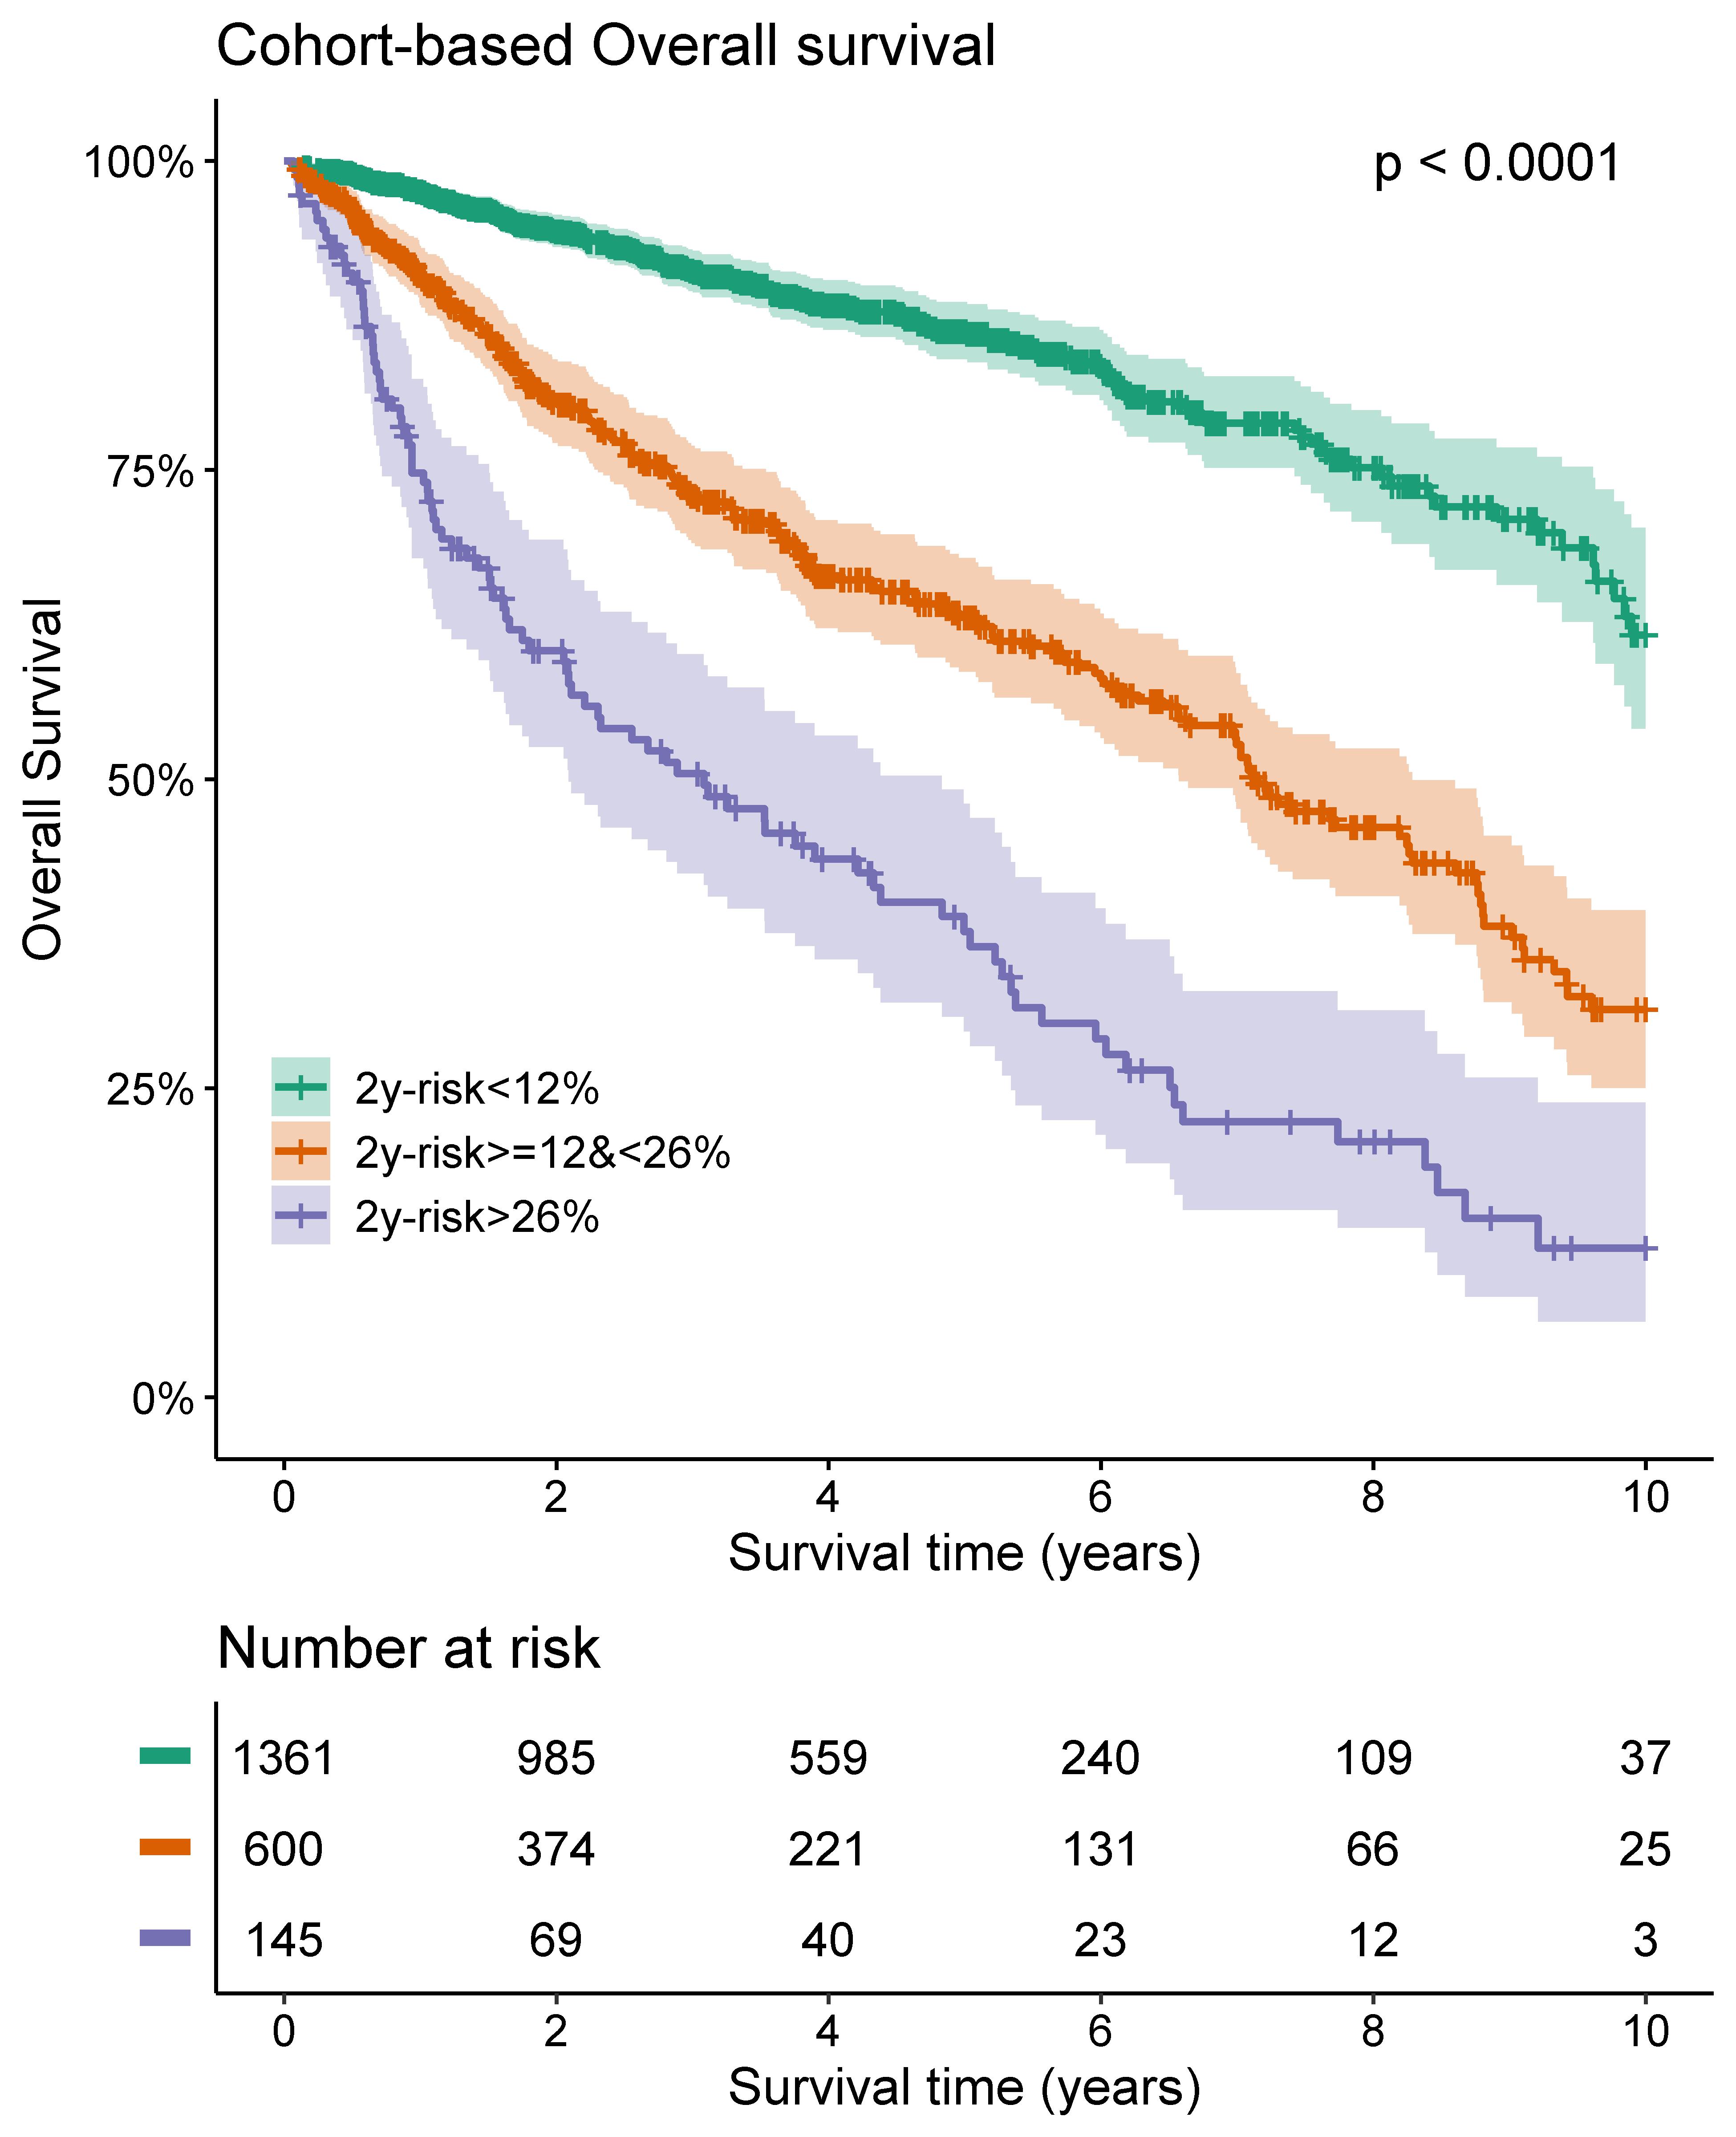 Cohort-based Overall survival
p < 0.0001
100%
75%
50%
25%
0%
Overall Survival
2y-risk<12%
2y-risk>=12&<26%
2y-risk>26%
0 2 4 6 8 10
Survival time (years)
Number at risk
1361 985 559 240 109 37
600 374 221 131 66 25
145 69 40 23 12 3
0 2 4 6 8 10
Survival time (years)